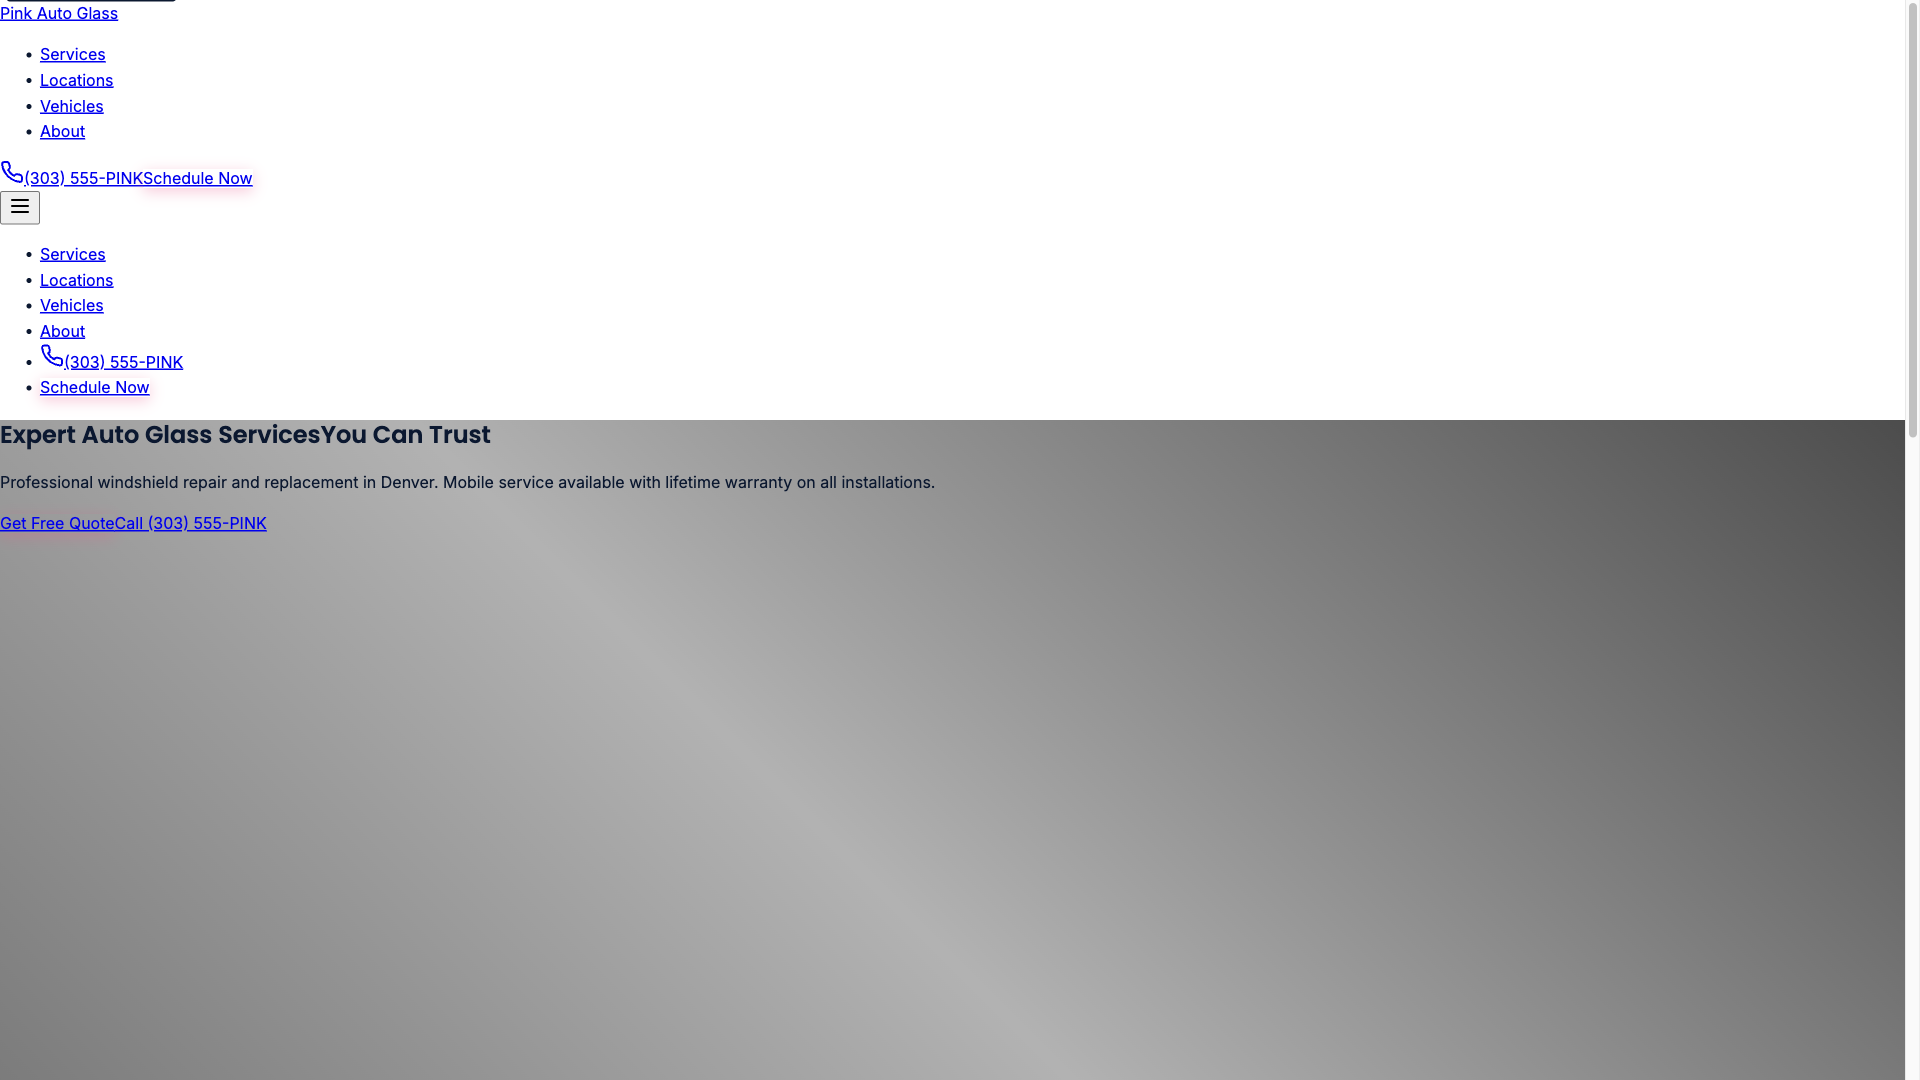 Pink Auto Glass
Services
Locations
Vehicles
About
(303) 555-PINKSchedule Now
Services
Locations
Vehicles
About
(303) 555-PINK
Schedule Now
Expert Auto Glass ServicesYou Can Trust
Professional windshield repair and replacement in Denver. Mobile service available with lifetime warranty on all installations.
Get Free QuoteCall (303) 555-PINK